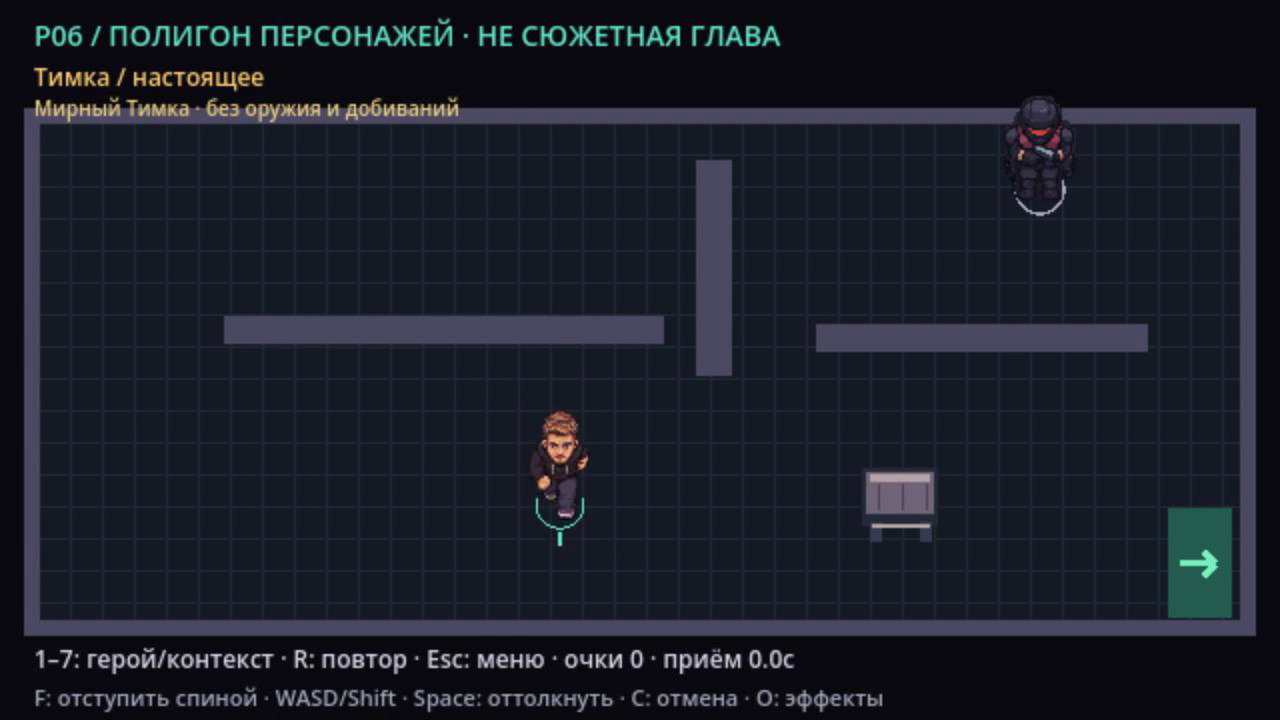 P06 / ПОЛИГОН ПЕРСОНАЖЕЙ · НЕ СЮЖЕТНАЯ ГЛАВА
Тимка / настоящее
Мирный Тимка · без оружия и добиваний
→
1–7: герой/контекст · R: повтор · Esc: меню · очки 0 · приём 0.0с
F: отступить спиной · WASD/Shift · Space: оттолкнуть · C: отмена · O: эффекты